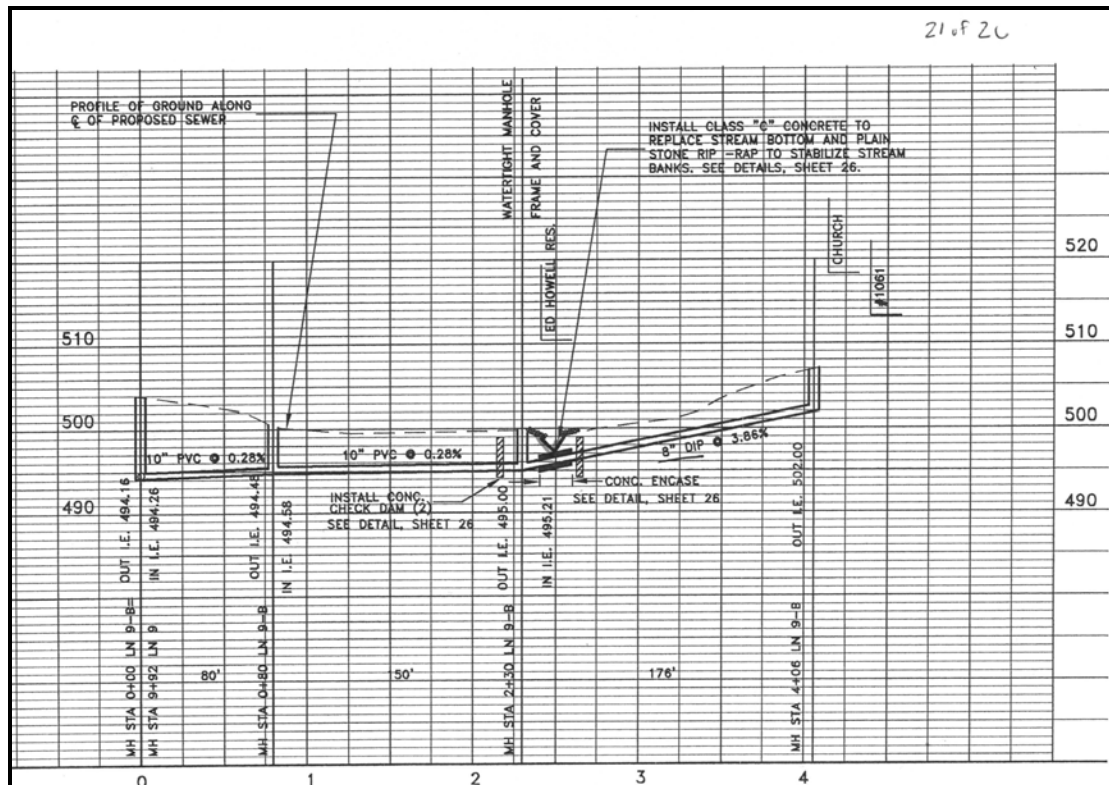 21 of 26
PROFILE OF GROUND ALONG
℄ OF PROPOSED SEWER
WATERTIGHT MANHOLE
FRAME AND COVER
INSTALL CLASS "C" CONCRETE TO
REPLACE STREAM BOTTOM AND PLAIN
STONE RIP -RAP TO STABILIZE STREAM
BANKS. SEE DETAILS, SHEET 26.
ED HOWELL RES.
CHURCH
#1061
520
510
510
500
500
490
490
10" PVC @ 0.28%
10" PVC @ 0.28%
8" DIP @ 3.86%
INSTALL CONC.
CHECK DAM (2)
SEE DETAIL, SHEET 26
CONC. ENCASE
SEE DETAIL, SHEET 26
MH STA 0+00 LN 9-B= OUT I.E. 494.16
MH STA 9+92 LN 9 IN I.E. 494.26
MH STA 0+80 LN 9-B OUT I.E. 494.48
IN I.E. 494.58
MH STA 2+30 LN 9-B OUT I.E. 495.00
IN I.E. 495.21
MH STA 4+06 LN 9-B OUT I.E. 502.00
80'
150'
176'
0
1
2
3
4